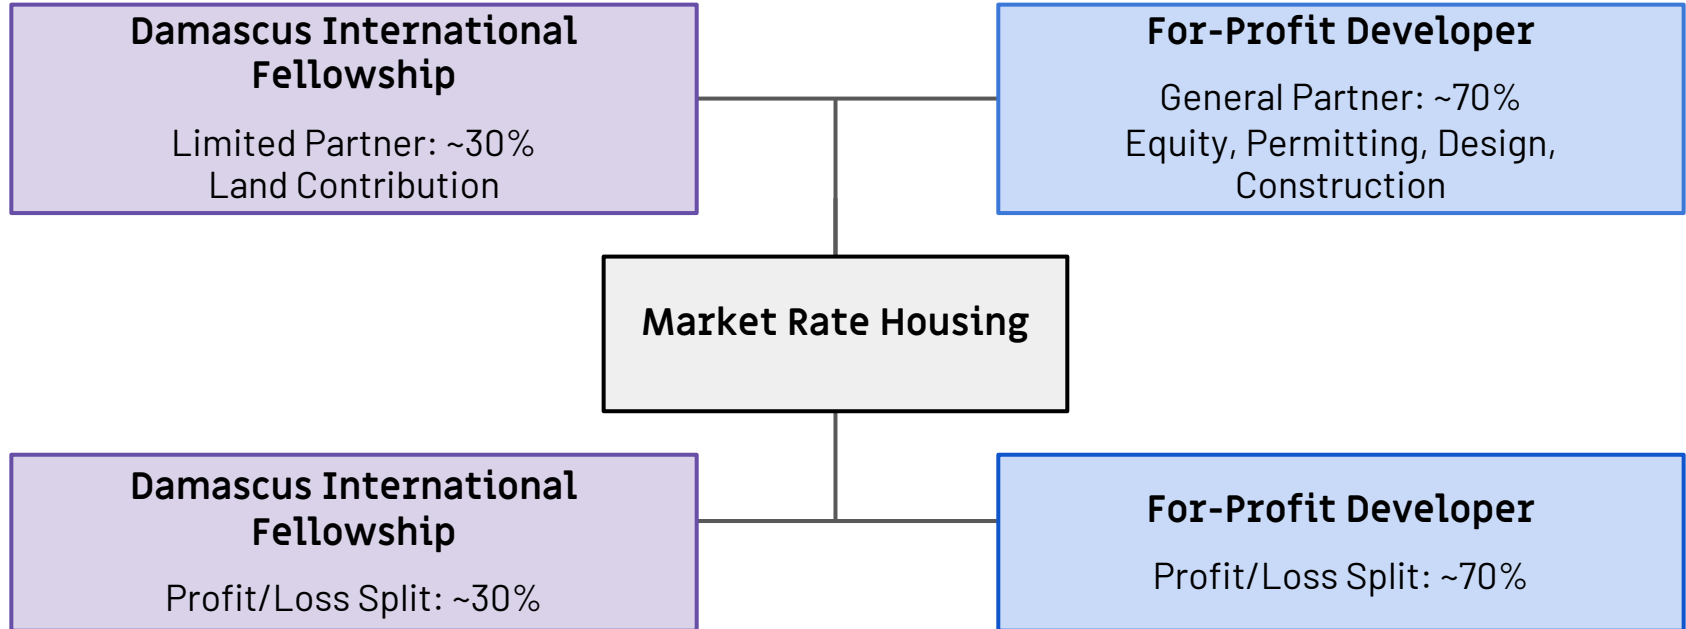 Damascus International
Fellowship
Limited Partner: ~30%
Land Contribution
For-Profit Developer
General Partner: ~70%
Equity, Permitting, Design,
Construction
Market Rate Housing
Damascus International
Fellowship
Profit/Loss Split: ~30%
For-Profit Developer
Profit/Loss Split: ~70%